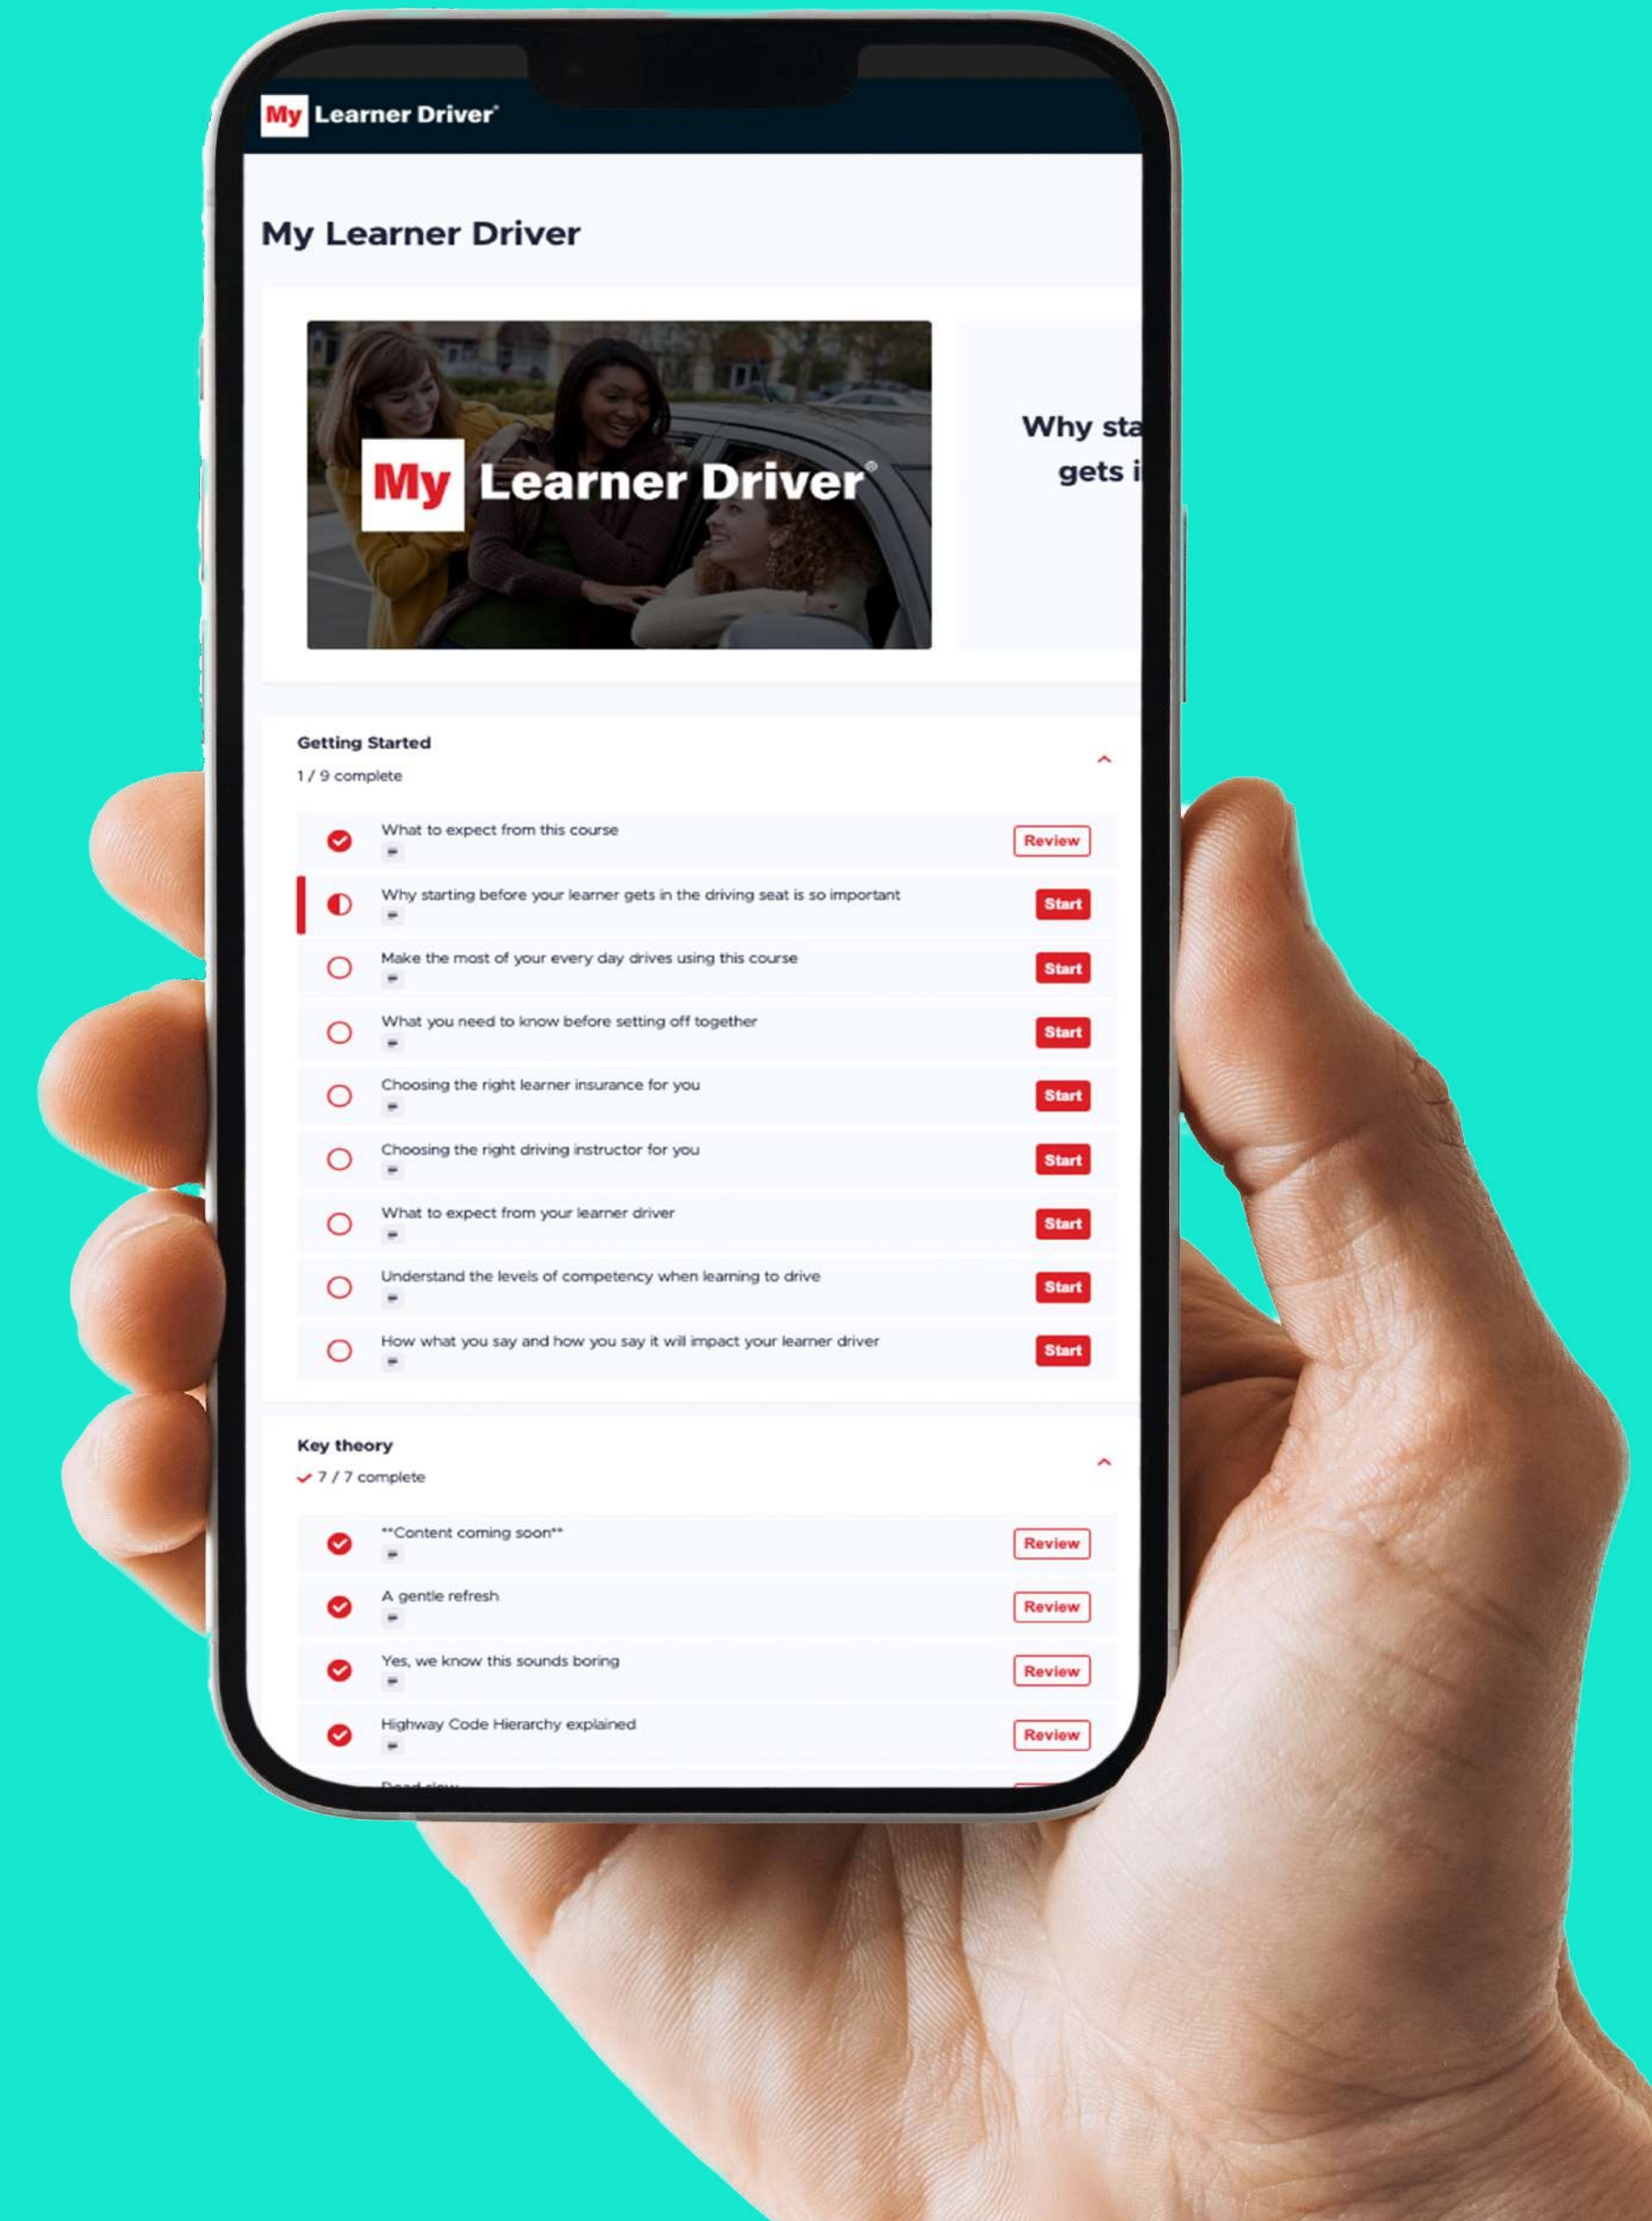 My Learner Driver®
My Learner Driver
My Learner Driver®
Why sta
gets i
Getting Started
1 / 9 complete
What to expect from this course
Review
Why starting before your learner gets in the driving seat is so important
Start
Make the most of your every day drives using this course
Start
What you need to know before setting off together
Start
Choosing the right learner insurance for you
Start
Choosing the right driving instructor for you
Start
What to expect from your learner driver
Start
Understand the levels of competency when learning to drive
Start
How what you say and how you say it will impact your learner driver
Start
Key theory
7 / 7 complete
**Content coming soon**
Review
A gentle refresh
Review
Yes, we know this sounds boring
Review
Highway Code Hierarchy explained
Review